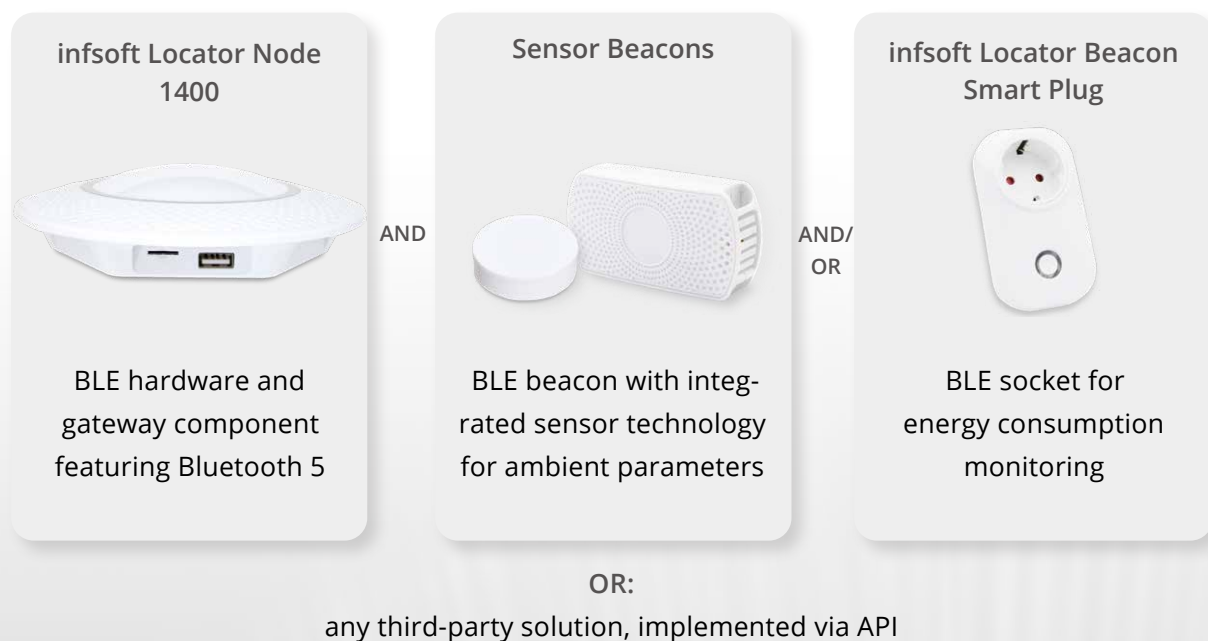 infsoft Locator Node
1400
BLE hardware and
gateway component
featuring Bluetooth 5
AND
Sensor Beacons
BLE beacon with integ-
rated sensor technology
for ambient parameters
AND/
OR
infsoft Locator Beacon
Smart Plug
BLE socket for
energy consumption
monitoring
OR:
any third-party solution, implemented via API